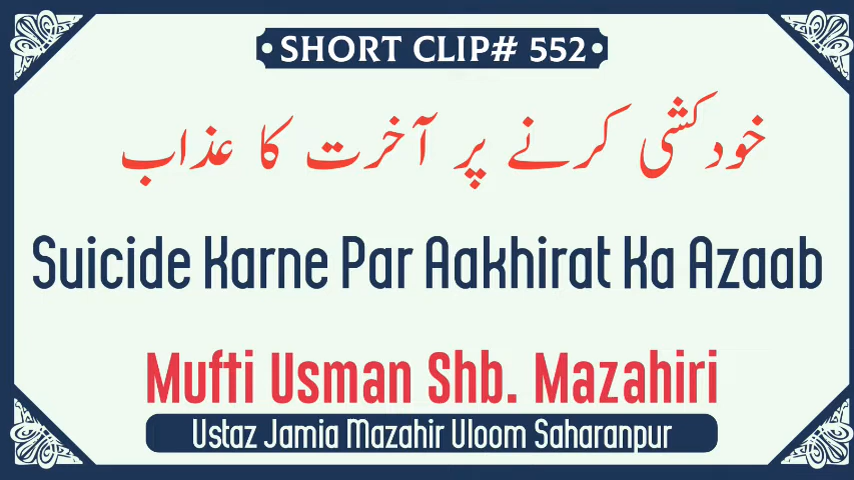 SHORT CLIP# 552
خودکشی کرنے پر آخرت کا عذاب
Suicide Karne Par Aakhirat Ka Azaab
Mufti Usman Shb. Mazahiri
Ustaz Jamia Mazahir Uloom Saharanpur